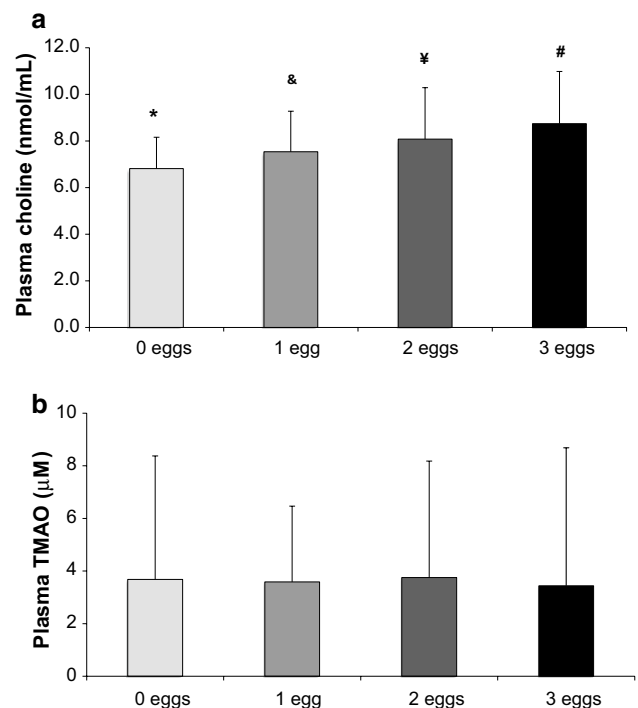 a
Plasma choline (nmol/mL)
12.0
10.0
8.0
6.0
4.0
2.0
0.0
* & ¥ #
0 eggs 1 egg 2 eggs 3 eggs
b
Plasma TMAO (µM)
10
8
6
4
2
0
0 eggs 1 egg 2 eggs 3 eggs